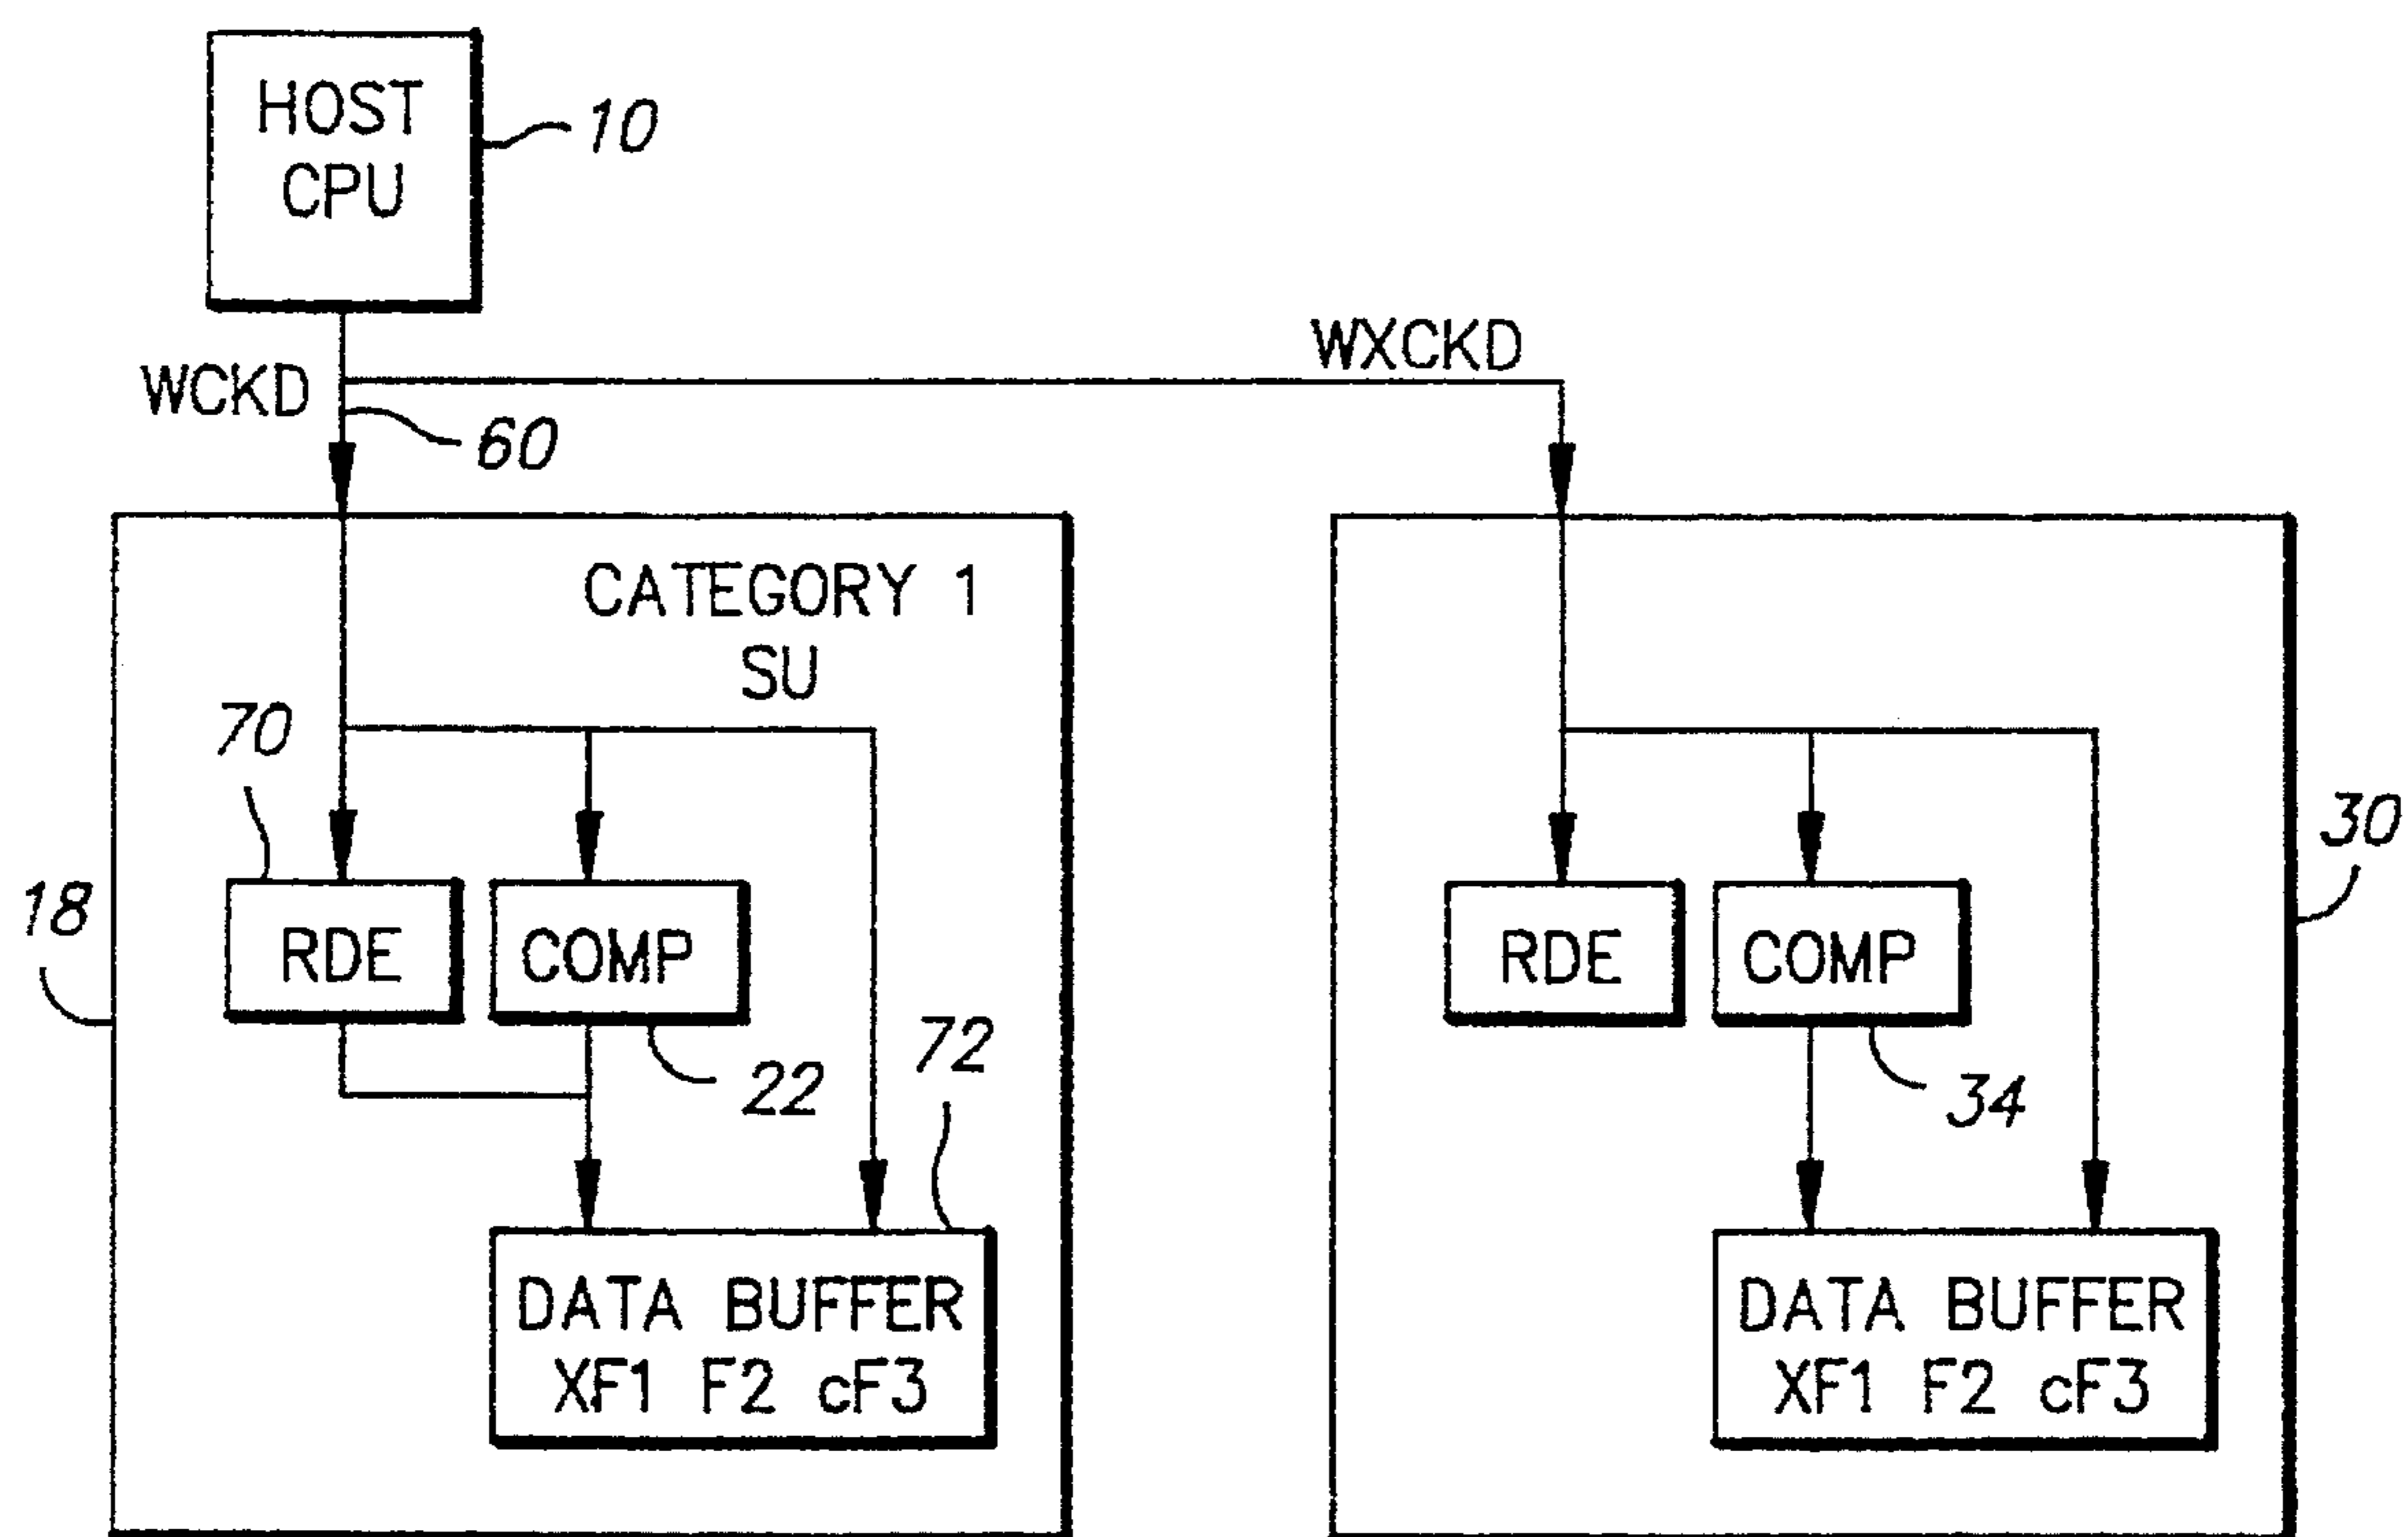 HOST
CPU
10
WXCKD
WCKD
60
CATEGORY 1
SU
70
30
18
RDE
COMP
RDE
COMP
72
22
34
DATA BUFFER
XF1 F2 cF3
DATA BUFFER
XF1 F2 cF3